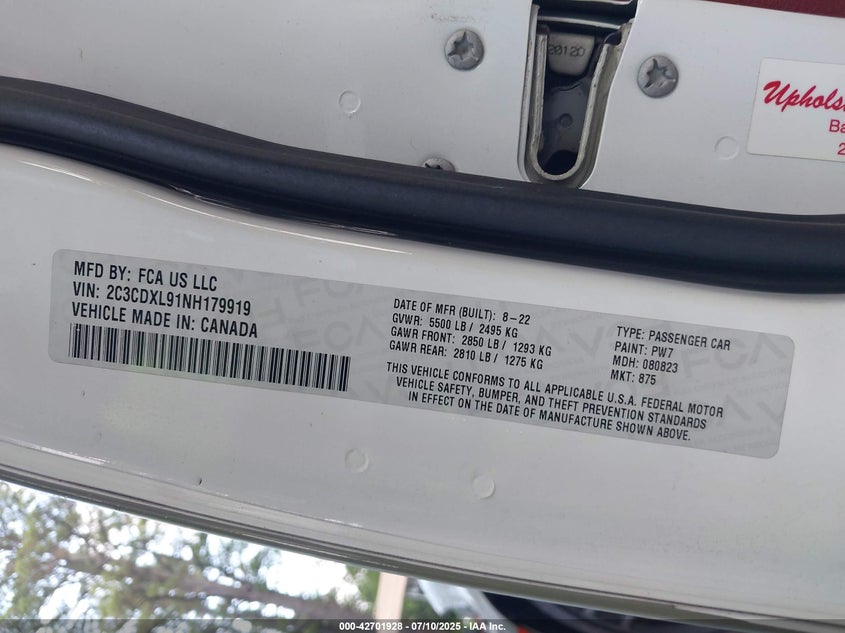 20120
Uphols
Ba
2
MFD BY: FCA US LLC
VIN: 2C3CDXL91NH179919
VEHICLE MADE IN: CANADA
DATE OF MFR (BUILT): 8-22
GVWR: 5500 LB / 2495 KG
GAWR FRONT: 2850 LB / 1293 KG
GAWR REAR: 2810 LB / 1275 KG
TYPE: PASSENGER CAR
PAINT: PW7
MDH: 080823
MKT: 875
THIS VEHICLE CONFORMS TO ALL APPLICABLE U.S.A. FEDERAL MOTOR
VEHICLE SAFETY, BUMPER, AND THEFT PREVENTION STANDARDS
IN EFFECT ON THE DATE OF MANUFACTURE SHOWN ABOVE.
000-42701928 - 07/10/2025 - IAA Inc.